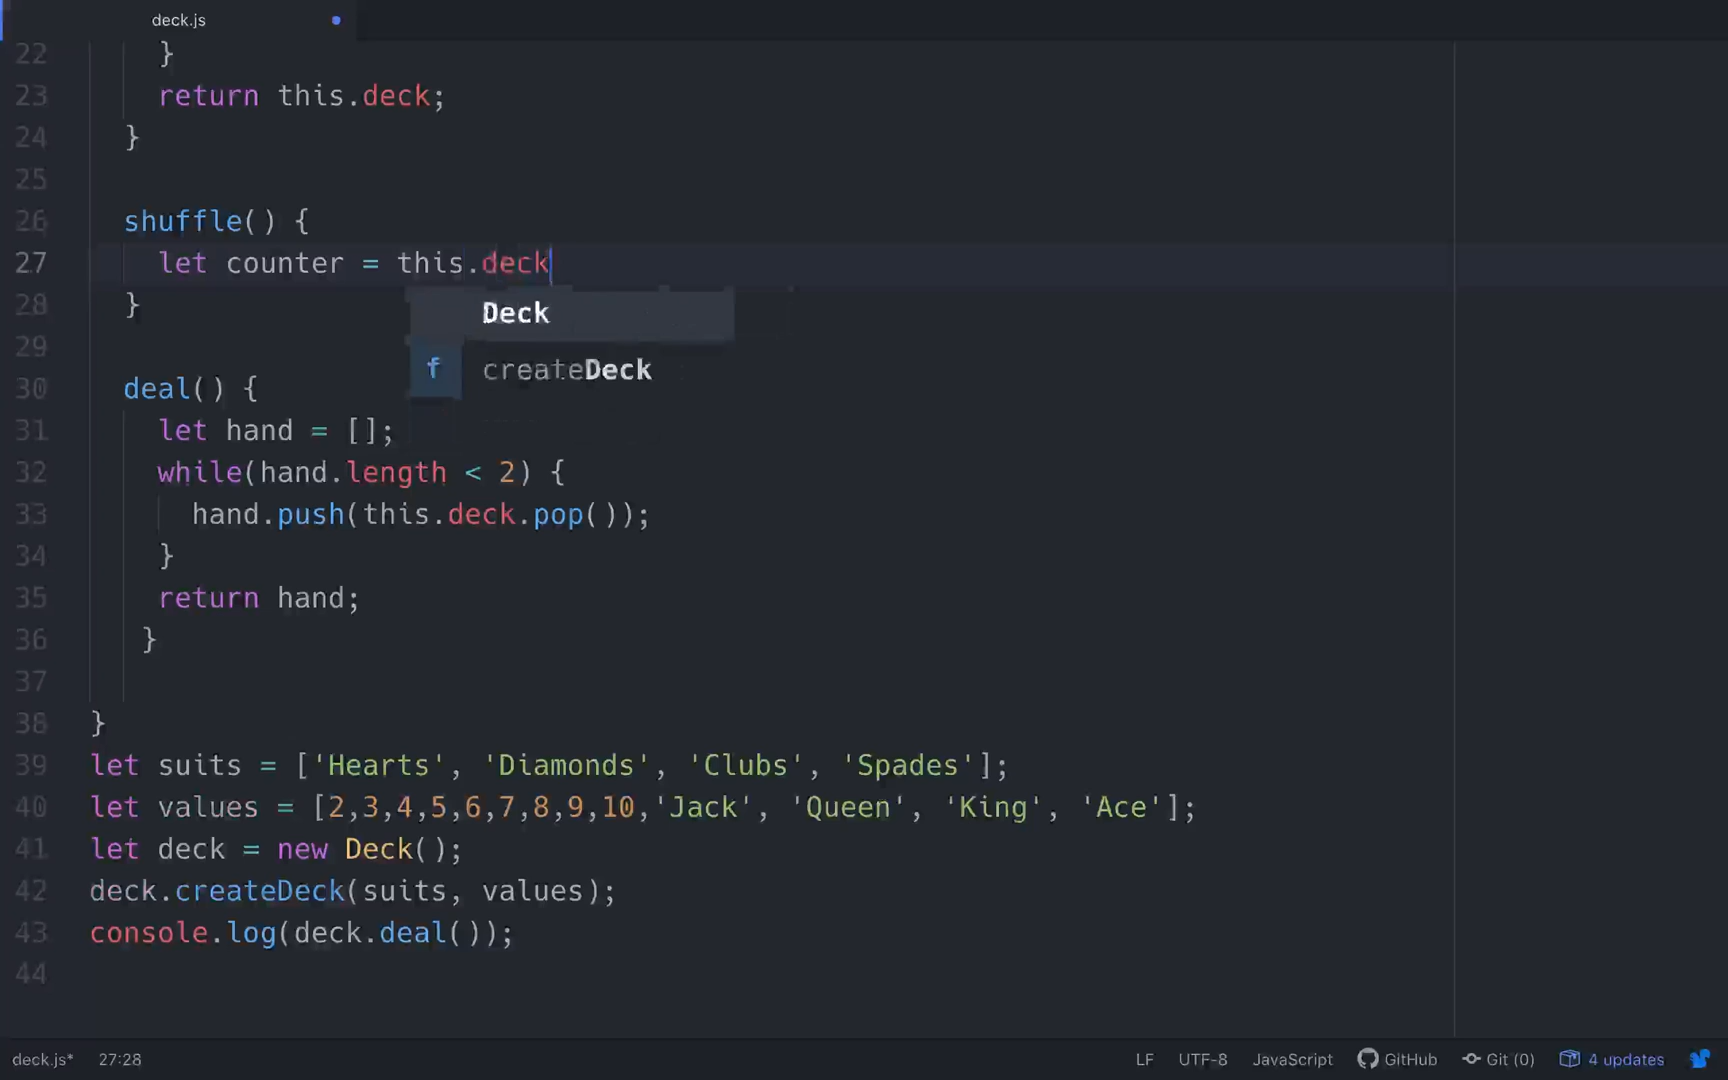 deck.js
22 }
23 return this.deck;
24 }
25
26 shuffle() {
27 let counter = this.deck
Deck
28 }
29
f createDeck
30 deal() {
31 let hand = [];
32 while(hand.length < 2) {
33 hand.push(this.deck.pop());
34 }
35 return hand;
36 }
37
38 }
39 let suits = ['Hearts', 'Diamonds', 'Clubs', 'Spades'];
40 let values = [2,3,4,5,6,7,8,9,10,'Jack', 'Queen', 'King', 'Ace'];
41 let deck = new Deck();
42 deck.createDeck(suits, values);
43 console.log(deck.deal());
44
deck.js* 27:28 LF UTF-8 JavaScript GitHub Git (0) 4 updates